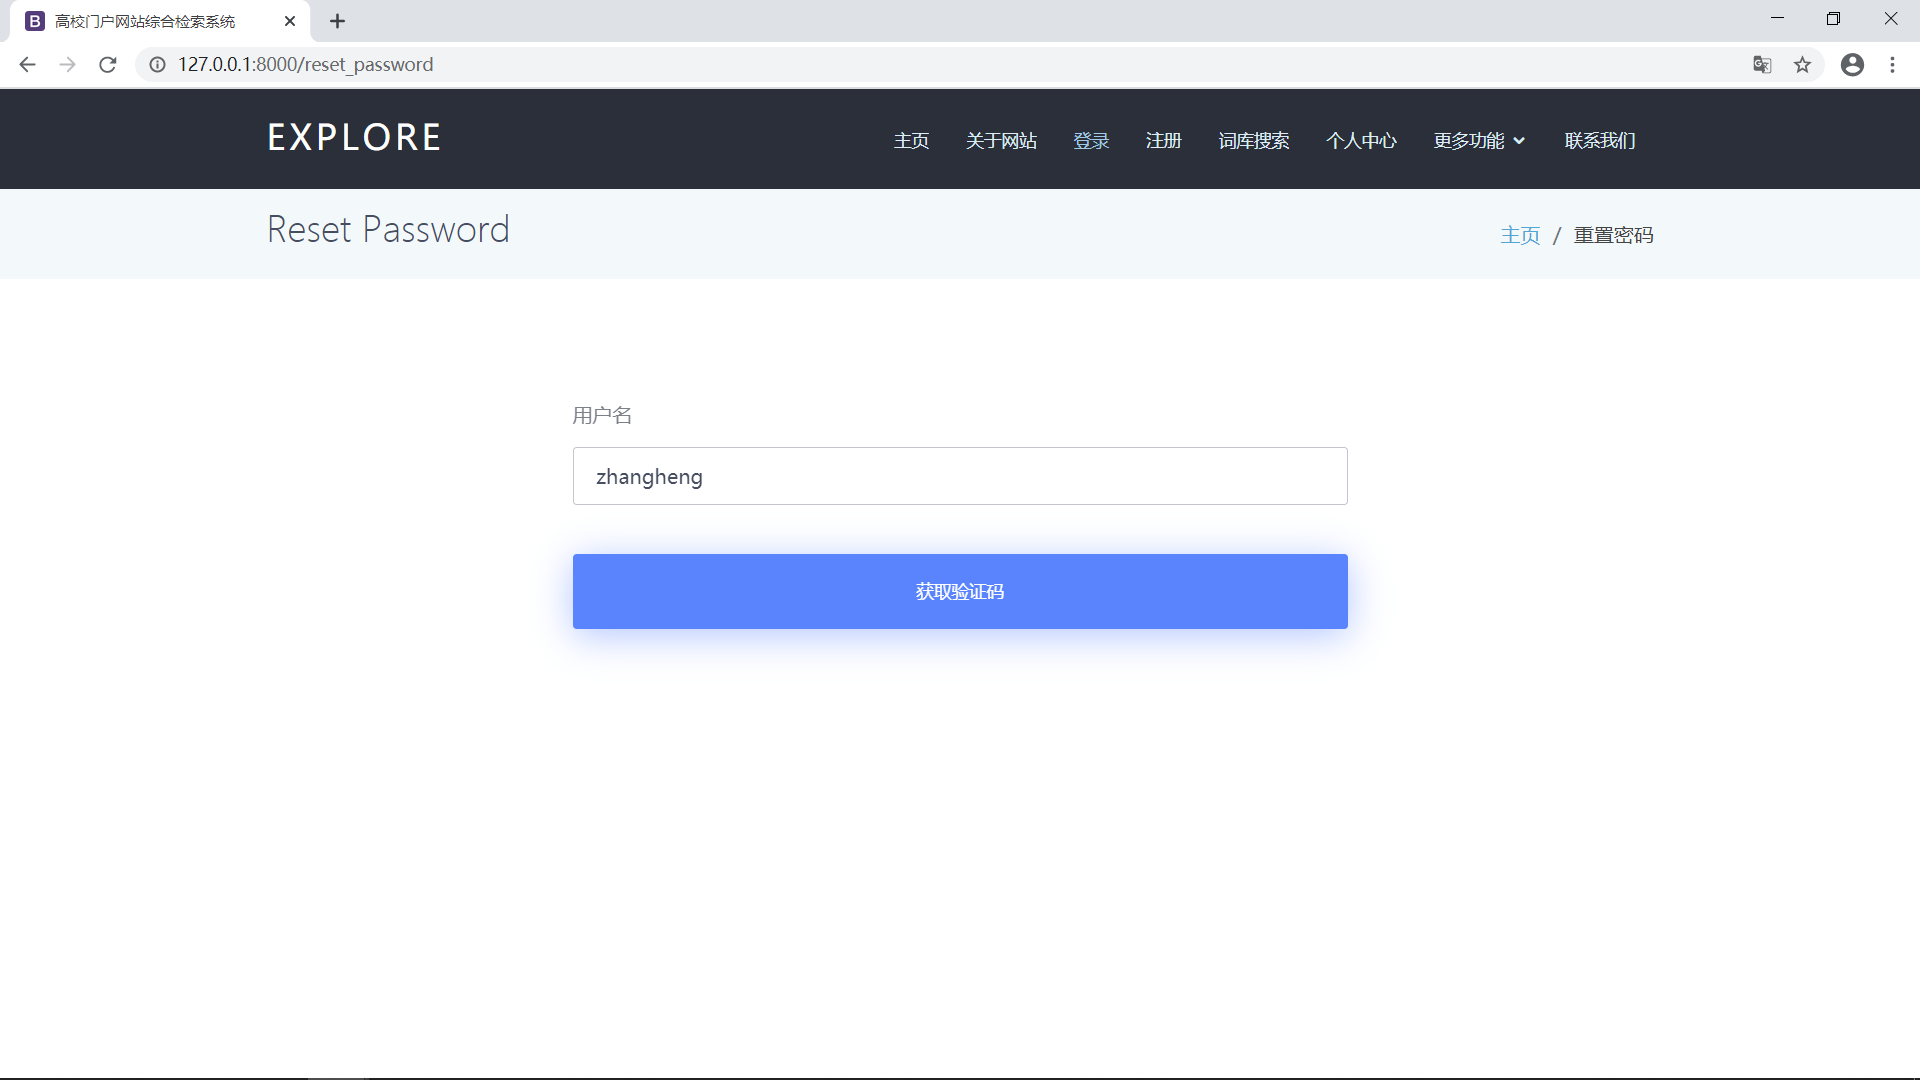 高校门户网站综合检索系统
127.0.0.1:8000/reset_password
EXPLORE
主页 关于网站 登录 注册 词库搜索 个人中心 更多功能 联系我们
Reset Password
主页 / 重置密码
用户名
zhangheng
获取验证码